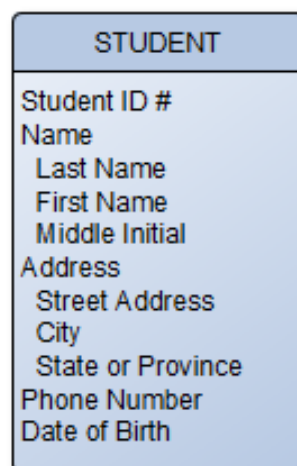 STUDENT
Student ID #
Name
Last Name
First Name
Middle Initial
Address
Street Address
City
State or Province
Phone Number
Date of Birth